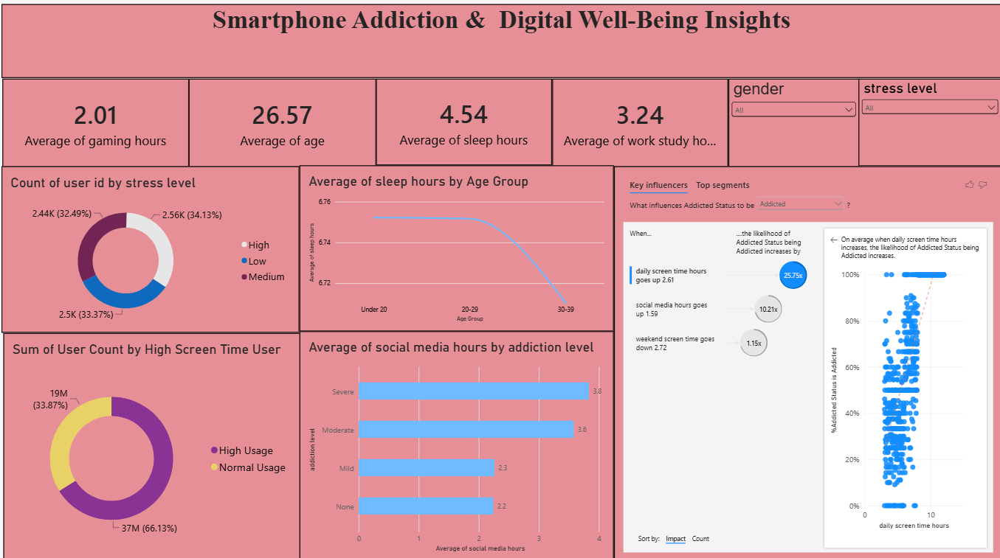 Smartphone Addiction & Digital Well-Being Insights
2.01
Average of gaming hours
26.57
Average of age
4.54
Average of sleep hours
3.24
Average of work study ho...
gender
All
stress level
All
Count of user id by stress level
2.44K (32.49%)
2.56K (34.13%)
2.5K (33.37%)
High
Low
Medium
Average of sleep hours by Age Group
6.76
6.74
6.72
Average of sleep hours
Under 20
20-29
30-39
Age Group
Key influencers
Top segments
What influences Addicted Status to be
Addicted
?
When...
....the likelihood of
Addicted Status being
Addicted increases by
daily screen time hours
goes up 2.61
25.75x
social media hours goes
up 1.59
10.21x
weekend screen time goes
down 2.72
1.15x
Sort by:
Impact
Count
On average when daily screen time hours
increases, the likelihood of Addicted Status being
Addicted increases.
100%
80%
60%
40%
20%
0%
%Addicted Status is Addicted
0
10
daily screen time hours
Sum of User Count by High Screen Time User
19M
(33.87%)
37M (66.13%)
High Usage
Normal Usage
Average of social media hours by addiction level
addiction level
Severe
3.8
Moderate
3.6
Mild
2.3
None
2.2
0
1
2
3
4
Average of social media hours